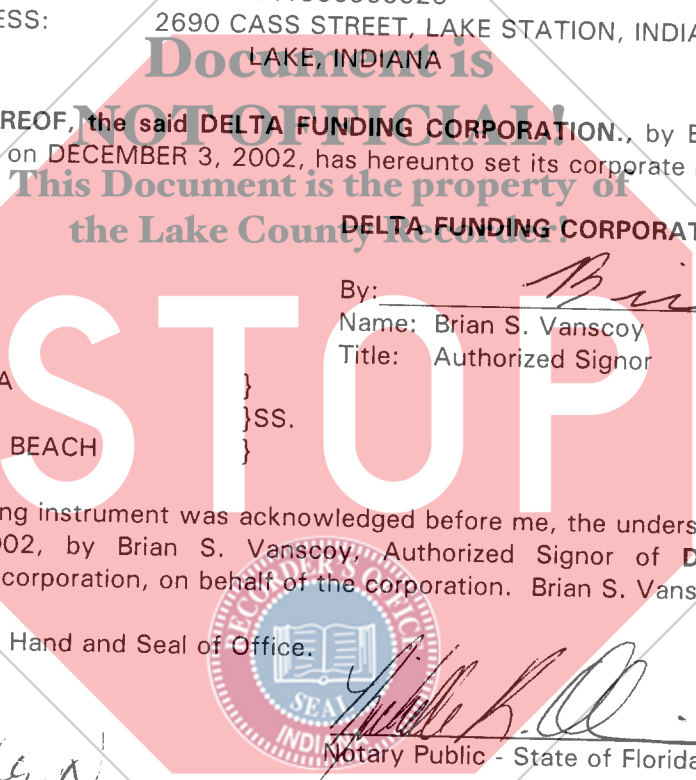 ESS: 2690 CASS STREET, LAKE STATION, INDIA
Document is
LAKE, INDIANA
NOT OFFICIAL!
REOF, the said DELTA FUNDING CORPORATION., by B
on DECEMBER 3, 2002, has hereunto set its corporate
This Document is the property of
the Lake County Recorder!
DELTA FUNDING CORPORAT
By:
Name: Brian S. Vanscoy
Title: Authorized Signor
STOP
A }
}SS.
BEACH }
ng instrument was acknowledged before me, the unders
002, by Brian S. Vanscoy, Authorized Signor of D
corporation, on behalf of the corporation. Brian S. Vans
Hand and Seal of Office.
RECORDER'S OFFICE
SEAL
INDIANA
Notary Public - State of Florida